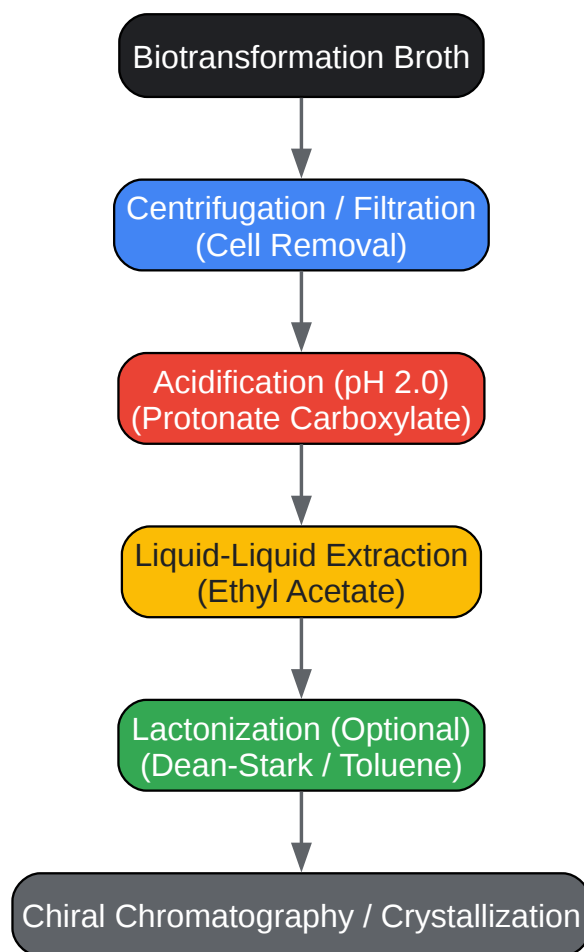 Biotransformation Broth
Centrifugation / Filtration
(Cell Removal)
Acidification (pH 2.0)
(Protonate Carboxylate)
Liquid-Liquid Extraction
(Ethyl Acetate)
Lactonization (Optional)
(Dean-Stark / Toluene)
Chiral Chromatography / Crystallization